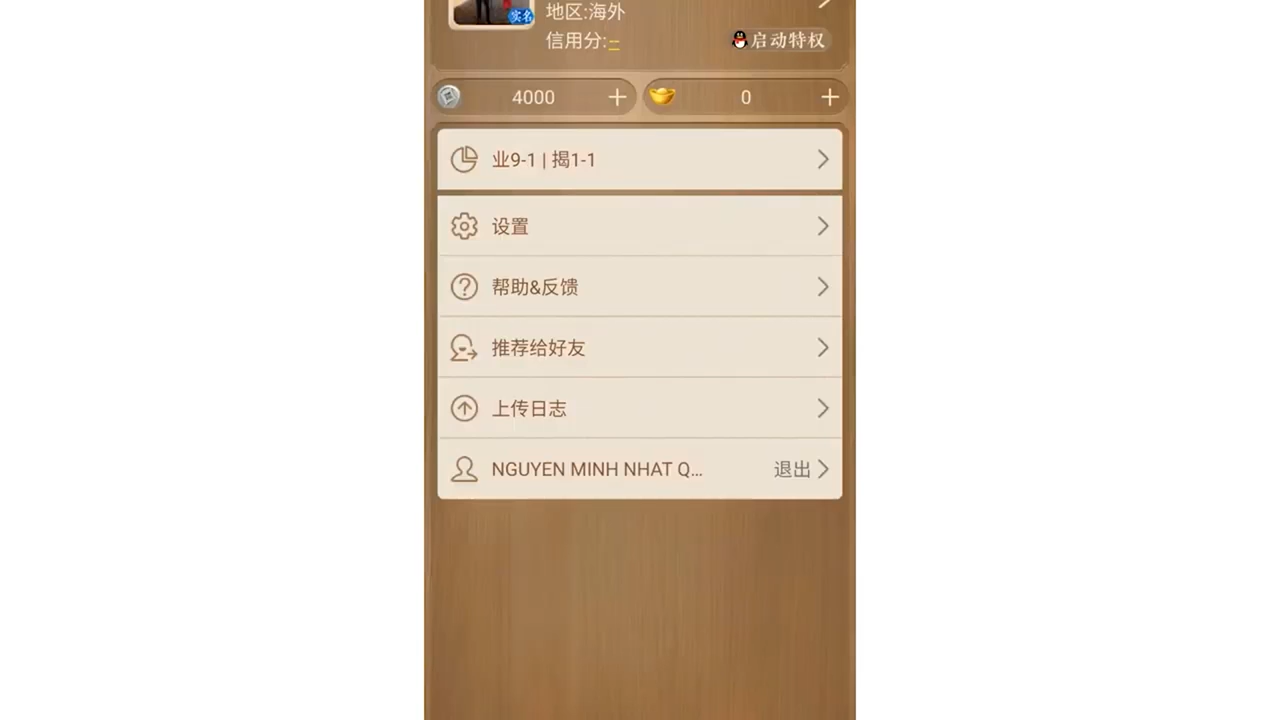 实名
地区:海外
信用分:
启动特权
4000
0
业9-1 | 揭1-1
设置
帮助&反馈
推荐给好友
上传日志
NGUYEN MINH NHAT Q...
退出